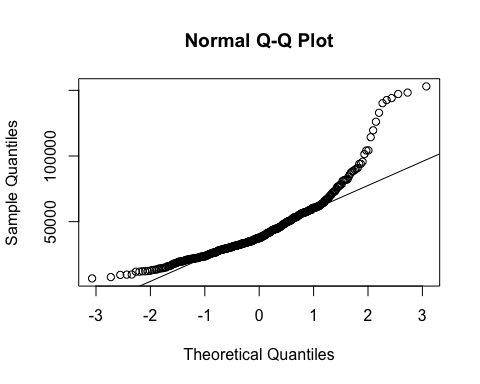 Normal Q-Q Plot
Sample Quantiles
100000
50000
-3 -2 -1 0 1 2 3
Theoretical Quantiles